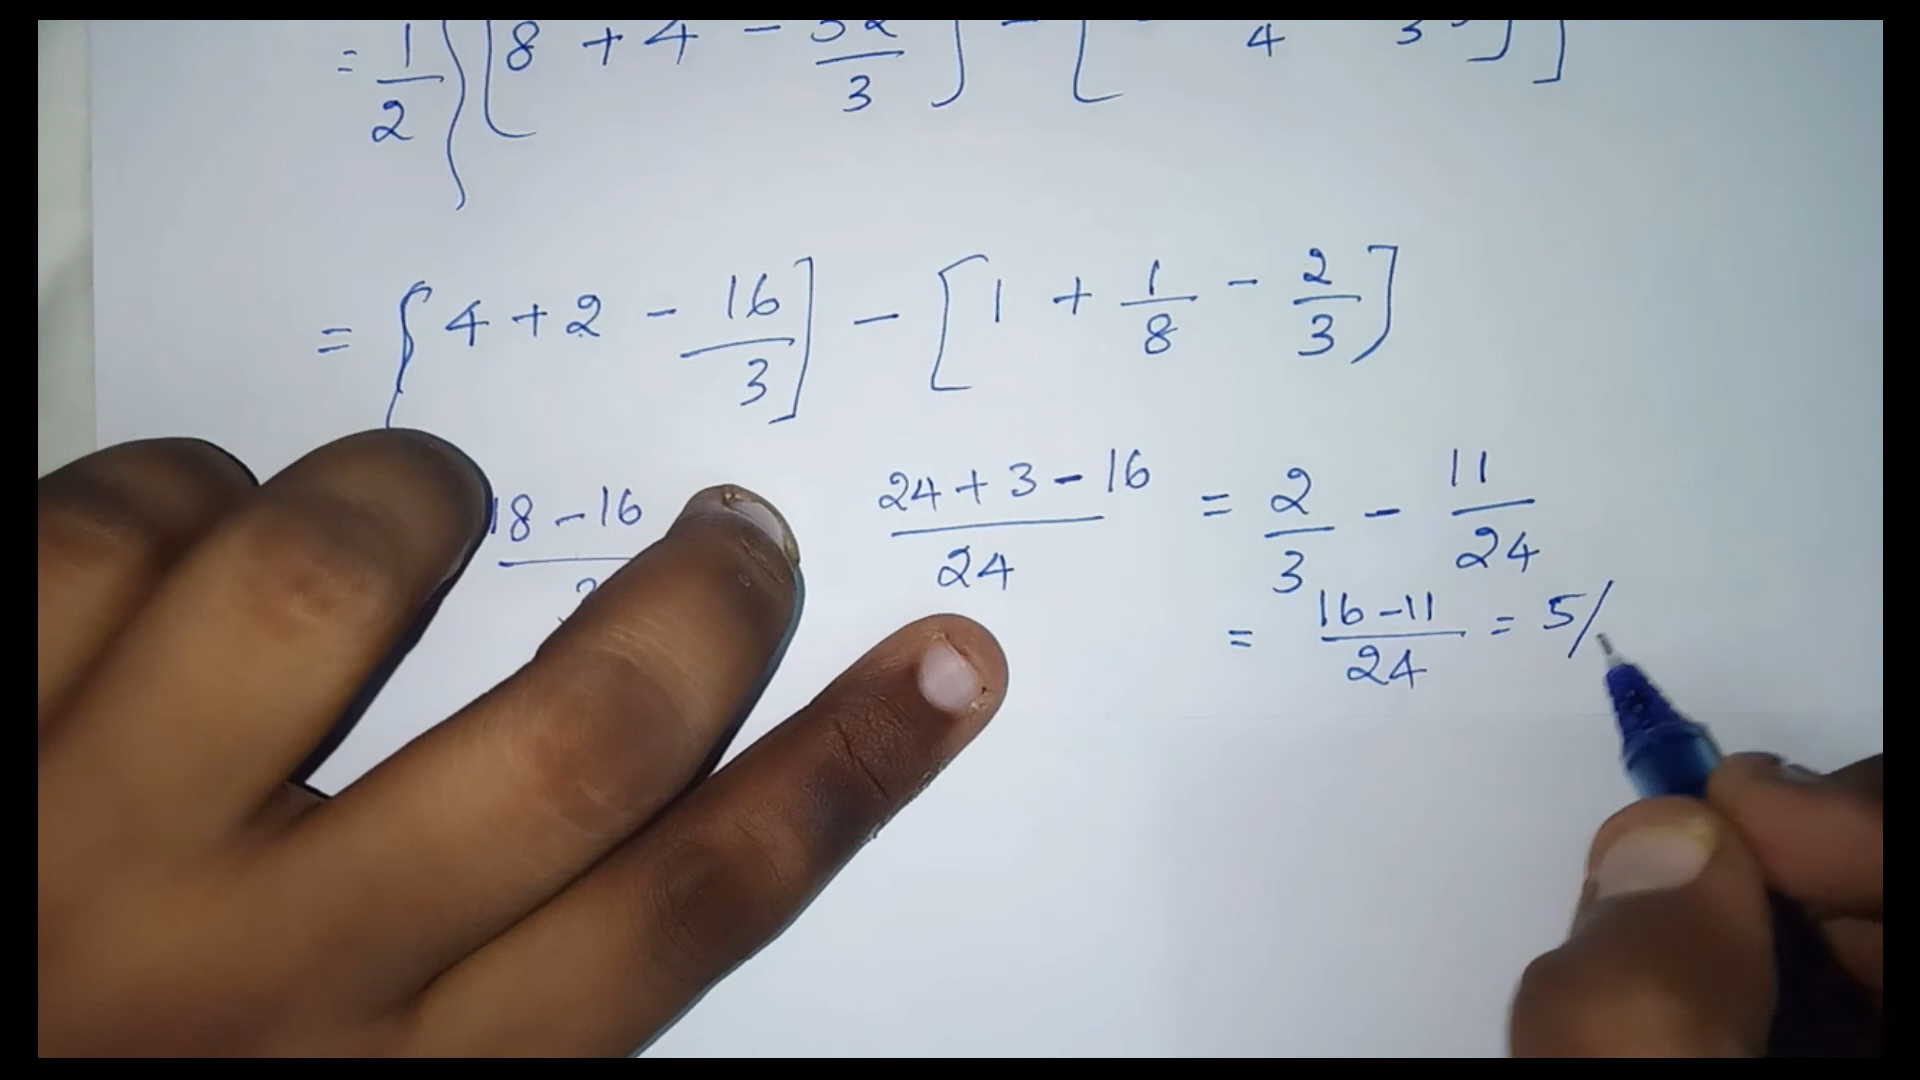 = 1/2 { [ 8 + 4 - 32/3 ] - [ 4 3 ] ]
= { 4 + 2 - 16/3 ] - [ 1 + 1/8 - 2/3 ]
18 - 16 / 3 24 + 3 - 16 / 24 = 2/3 - 11/24
= 16 - 11 / 24 = 5/